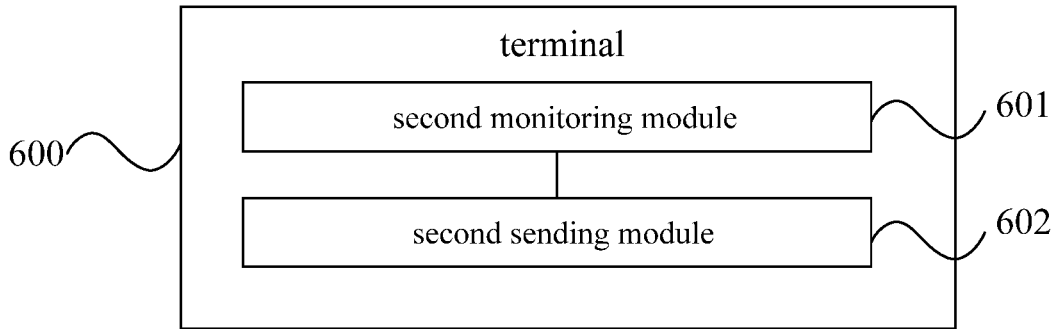 terminal
second monitoring module
601
600
second sending module
602